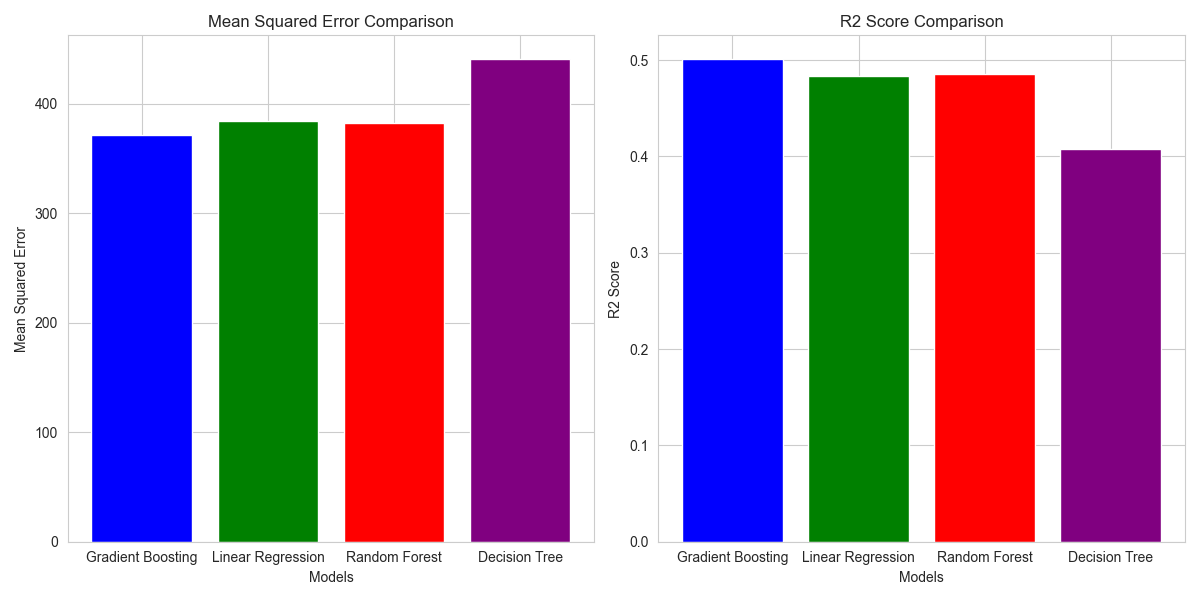 Mean Squared Error Comparison
Mean Squared Error
400
300
200
100
0
Gradient Boosting Linear Regression Random Forest Decision Tree
Models
R2 Score Comparison
R2 Score
0.5
0.4
0.3
0.2
0.1
0.0
Gradient Boosting Linear Regression Random Forest Decision Tree
Models